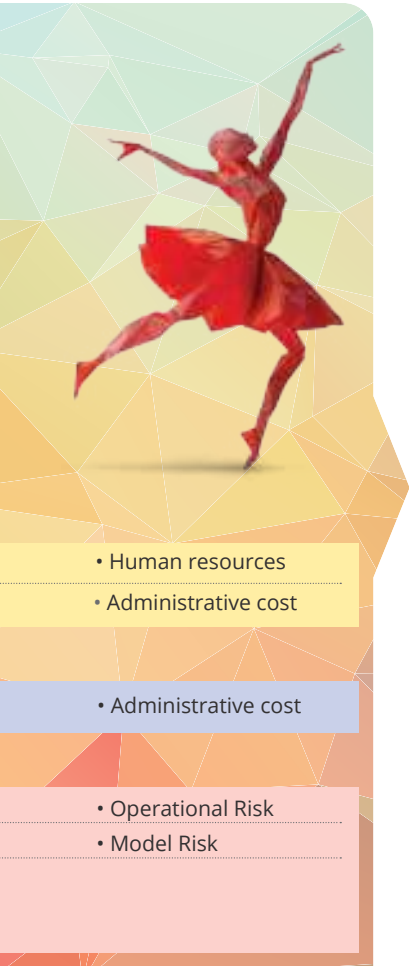 • Human resources
• Administrative cost
• Administrative cost
• Operational Risk
• Model Risk